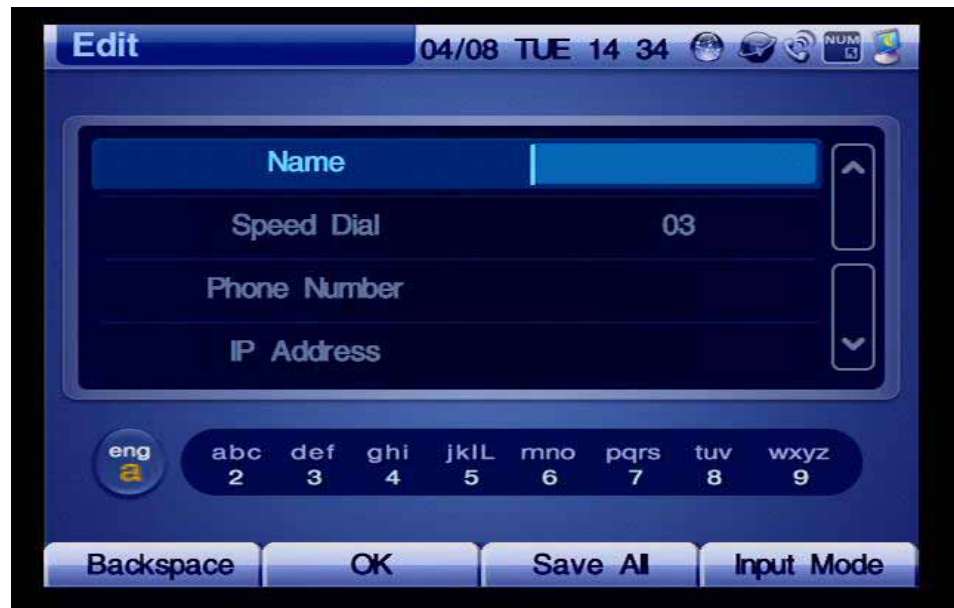 Edit 04/08 TUE 14 34 NUM
Name
Speed Dial 03
Phone Number
IP Address
eng abc def ghi jklL mno pqrs tuv wxyz
a 2 3 4 5 6 7 8 9
Backspace OK Save All Input Mode